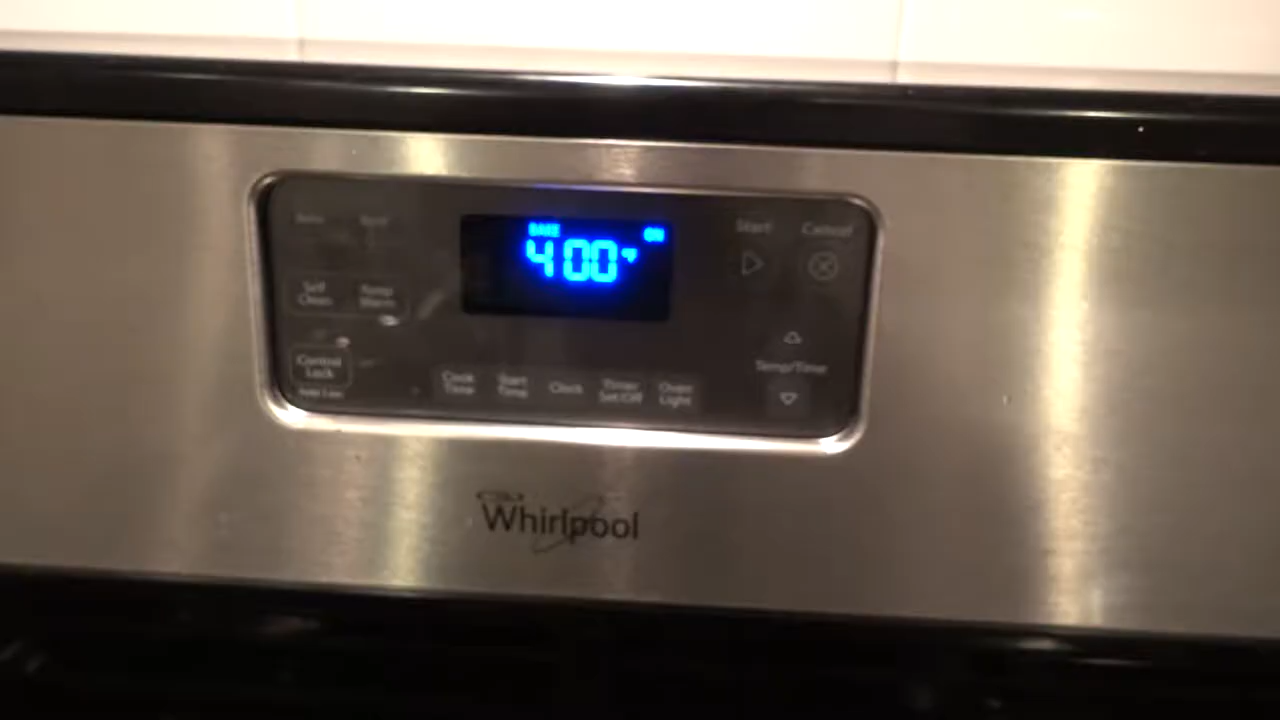 BAKE ON
400°F
Start Cancel
Self
Clean
Temp
Warm
Control
Lock
Temp/Timer
Cook
Time
Start
Time
Clock
Timer
Set/Off
Oven
Light
Whirlpool